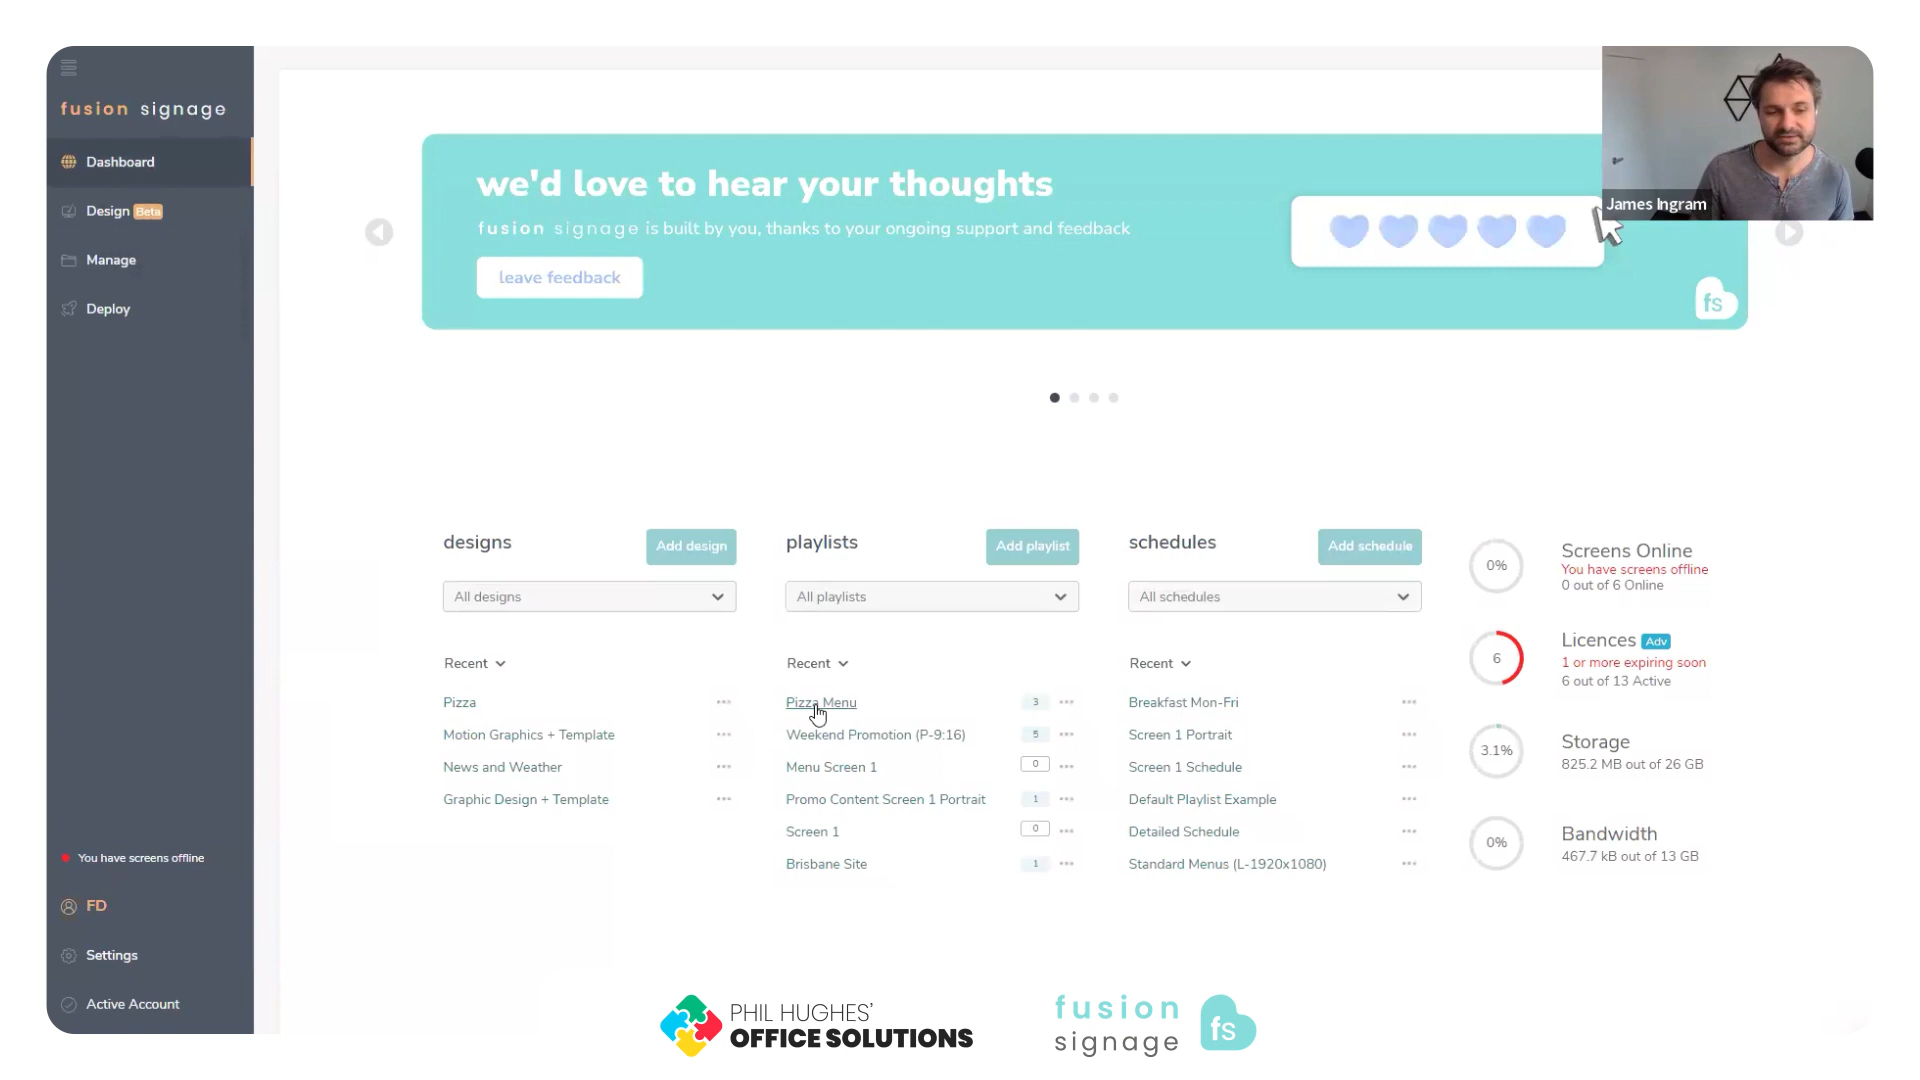 fusion signage
Dashboard
Design Beta
Manage
Deploy
You have screens offline
FD
Settings
Active Account
we'd love to hear your thoughts
fusion signage is built by you, thanks to your ongoing support and feedback
leave feedback
fs
James Ingram
designs
Add design
All designs
Recent
Pizza
Motion Graphics + Template
News and Weather
Graphic Design + Template
playlists
Add playlist
All playlists
Recent
Pizza Menu 3
Weekend Promotion (P-9:16) 5
Menu Screen 1 0
Promo Content Screen 1 Portrait 1
Screen 1 0
Brisbane Site 1
schedules
Add schedule
All schedules
Recent
Breakfast Mon-Fri
Screen 1 Portrait
Screen 1 Schedule
Default Playlist Example
Detailed Schedule
Standard Menus (L-1920x1080)
0%
Screens Online
You have screens offline
0 out of 6 Online
6
Licences Adv
1 or more expiring soon
6 out of 13 Active
3.1%
Storage
825.2 MB out of 26 GB
0%
Bandwidth
467.7 kB out of 13 GB
PHIL HUGHES'
OFFICE SOLUTIONS
fusion
signage
fs